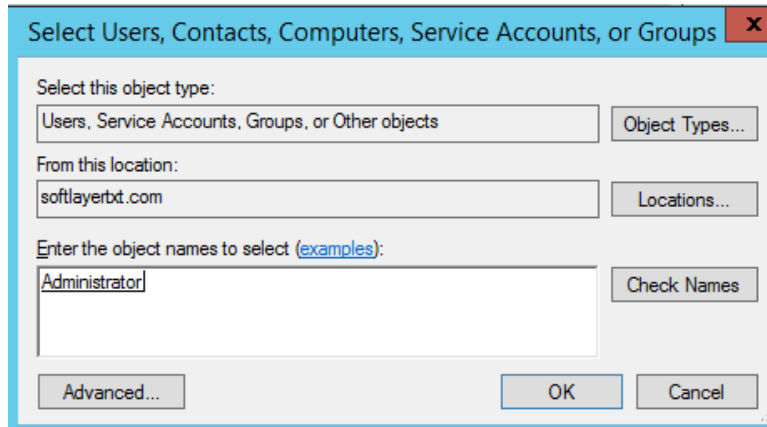 Select Users, Contacts, Computers, Service Accounts, or Groups
x
Select this object type:
Users, Service Accounts, Groups, or Other objects
Object Types...
From this location:
softlayertxt.com
Locations...
Enter the object names to select (examples):
Administrator
Check Names
Advanced...
OK
Cancel